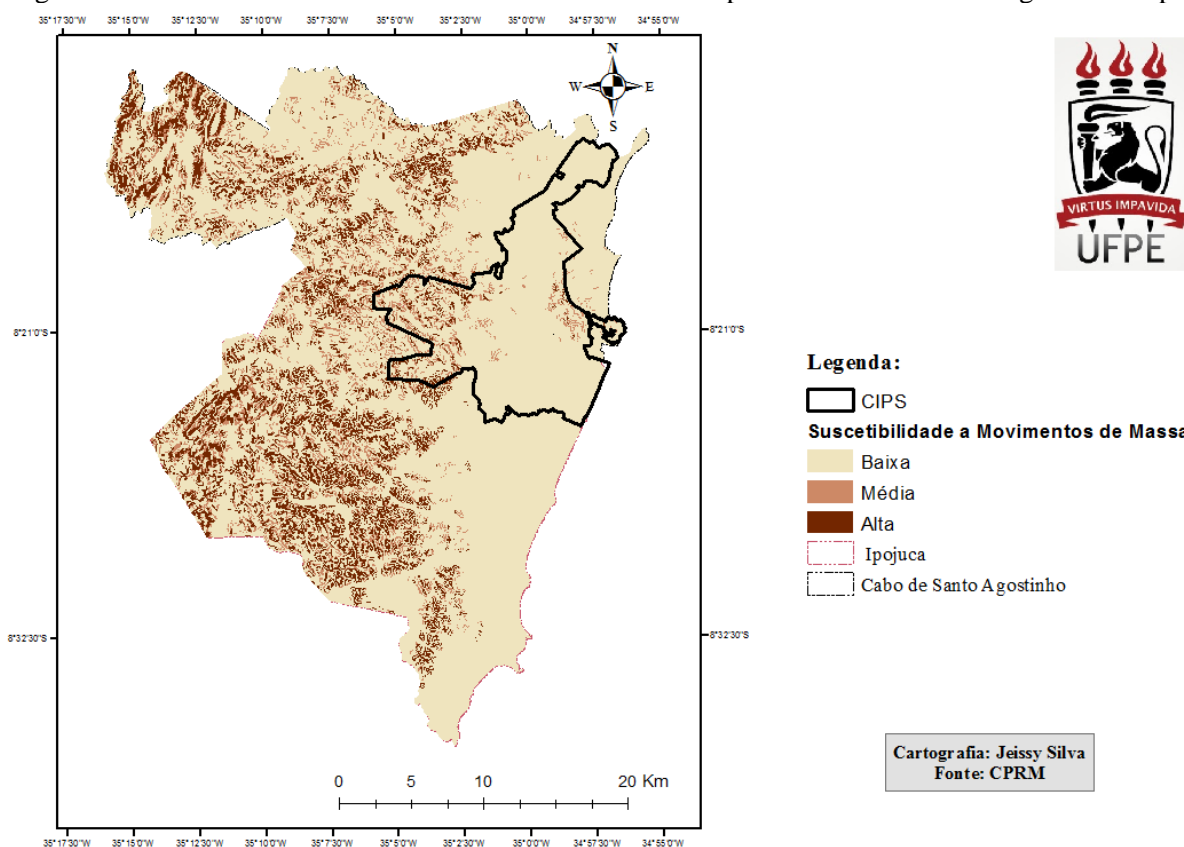 35°17'30"W 35°15'0"W 35°12'30"W 35°10'0"W 35°7'30"W 35°5'0"W 35°2'30"W 35°0'0"W 34°57'30"W 34°55'0"W
N
W E
S
VIRTUS IMPAVIDA
UFPE
8°21'0"S 8°21'0"S
Legenda:
CIPS
Suscetibilidade a Movimentos de Massa
Baixa
Média
Alta
Ipojuca
Cabo de Santo Agostinho
8°32'30"S 8°32'30"S
Cartografia: Jeissy Silva
Fonte: CPRM
0 5 10 20 Km
35°17'30"W 35°15'0"W 35°12'30"W 35°10'0"W 35°7'30"W 35°5'0"W 35°2'30"W 35°0'0"W 34°57'30"W 34°55'0"W